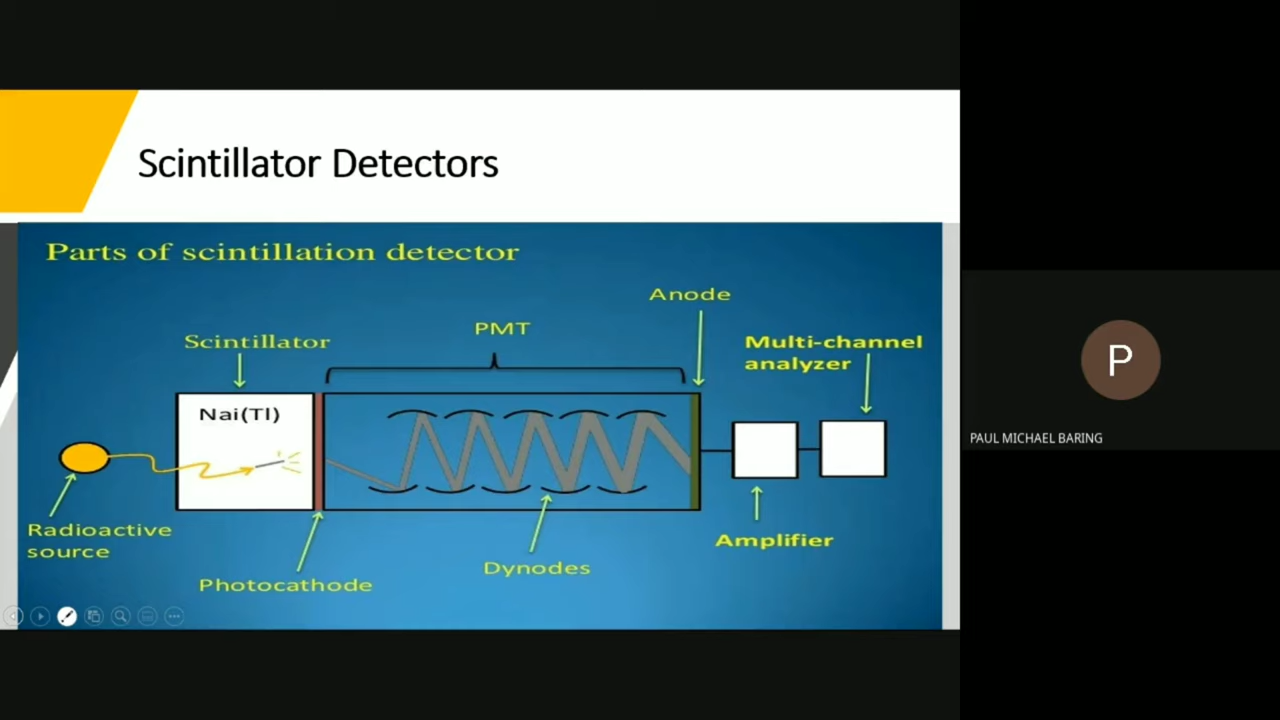 Scintillator Detectors
Parts of scintillation detector
Anode
PMT
Scintillator
Multi-channel
analyzer
Nai(Tl)
Radioactive
source
Amplifier
Dynodes
Photocathode
P
PAUL MICHAEL BARING